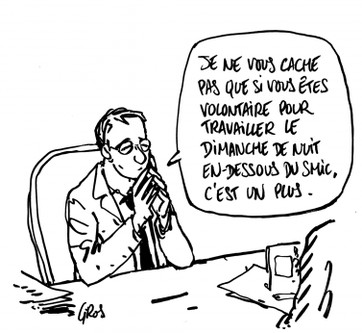 JE NE VOUS CACHE
PAS QUE SI VOUS ÊTES
VOLONTAIRE POUR
TRAVAILLER LE
DIMANCHE DE NUIT
EN-DESSOUS DU SMIC,
C'EST UN PLUS.
GROS